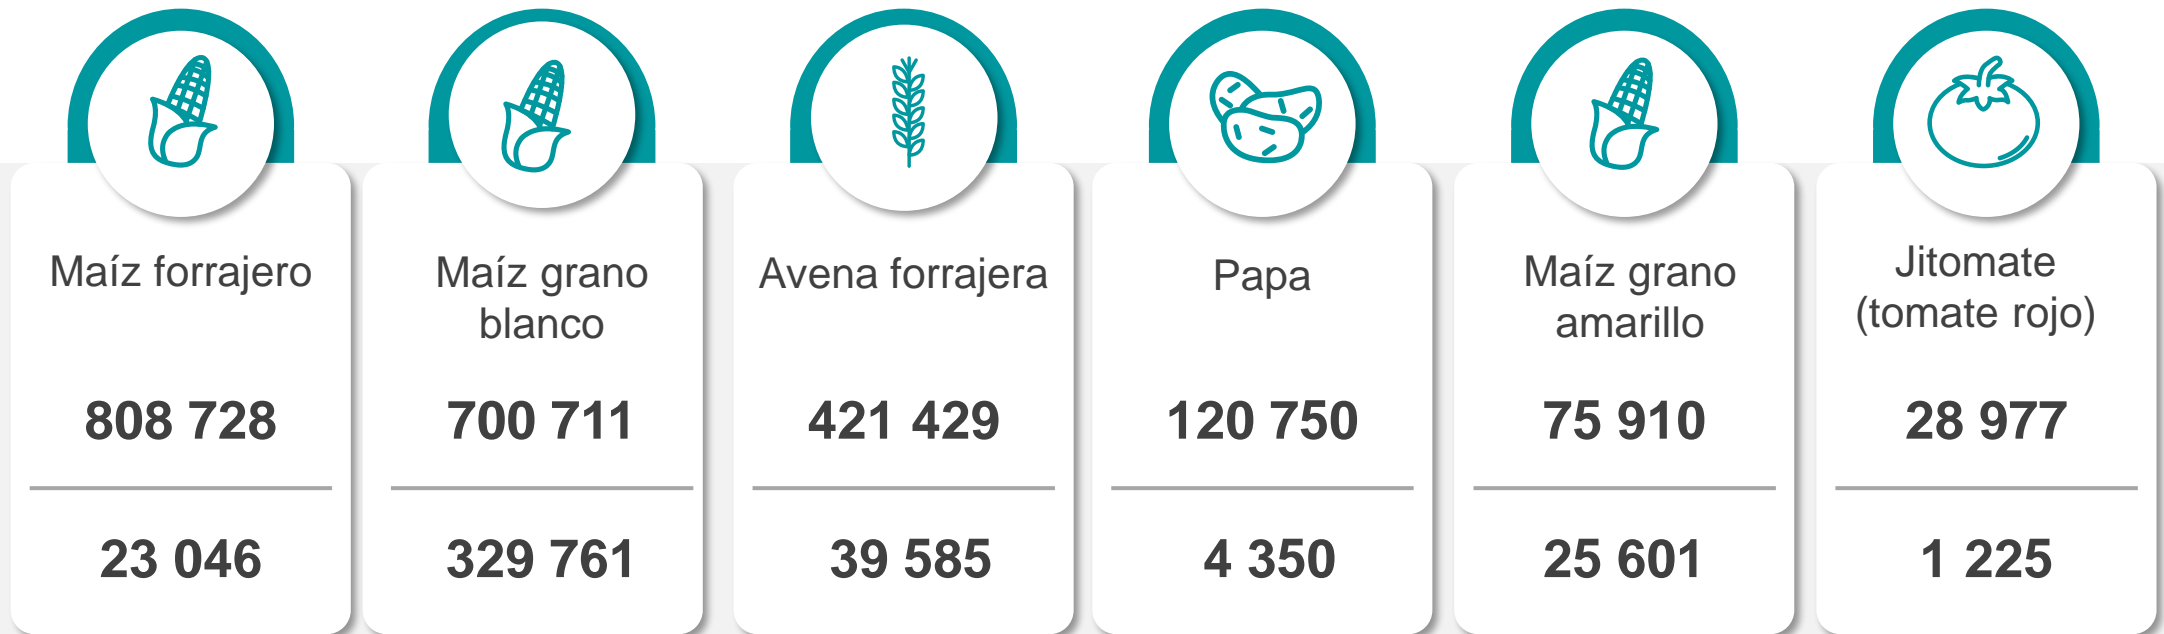 Maíz forrajero
808 728
23 046
Maíz grano
blanco
700 711
329 761
Avena forrajera
421 429
39 585
Papa
120 750
4 350
Maíz grano
amarillo
75 910
25 601
Jitomate
(tomate rojo)
28 977
1 225